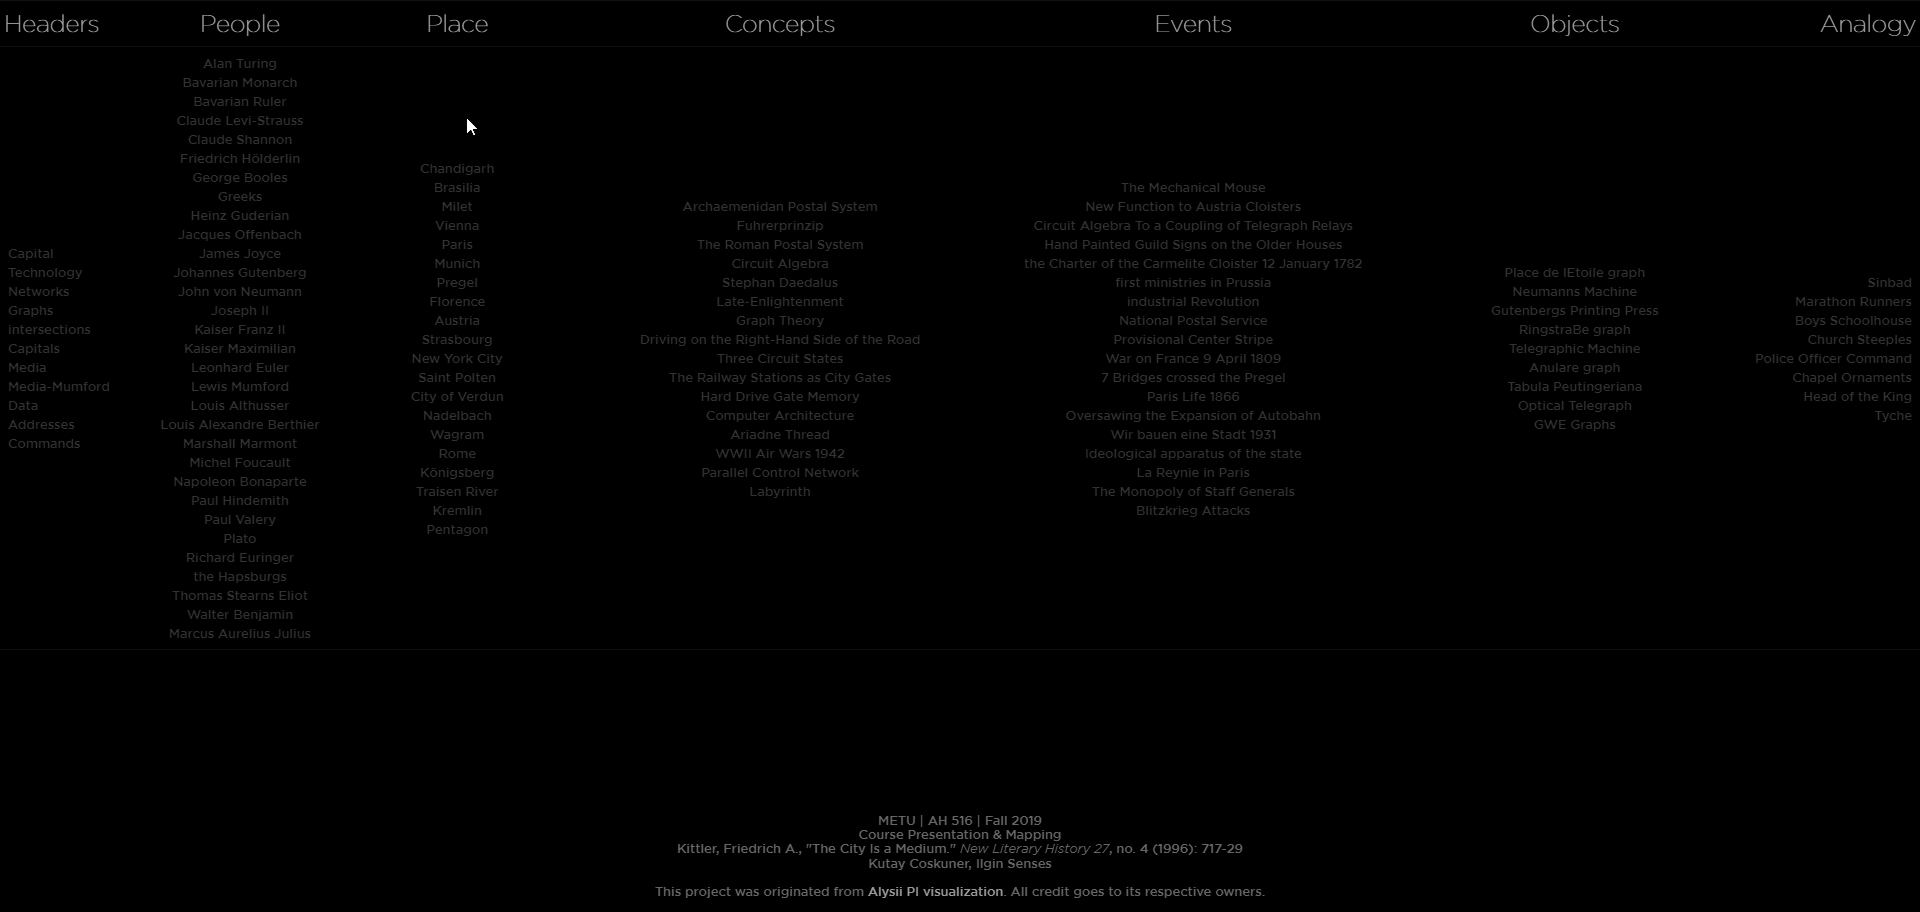 Headers People Place Concepts Events Objects Analogy
Capital
Technology
Networks
Graphs
intersections
Capitals
Media
Media-Mumford
Data
Addresses
Commands
Alan Turing
Bavarian Monarch
Bavarian Ruler
Claude Levi-Strauss
Claude Shannon
Friedrich Hölderlin
George Booles
Greeks
Heinz Guderian
Jacques Offenbach
James Joyce
Johannes Gutenberg
John von Neumann
Joseph II
Kaiser Franz II
Kaiser Maximilian
Leonhard Euler
Lewis Mumford
Louis Althusser
Louis Alexandre Berthier
Marshall Marmont
Michel Foucault
Napoleon Bonaparte
Paul Hindemith
Paul Valery
Plato
Richard Euringer
the Hapsburgs
Thomas Stearns Eliot
Walter Benjamin
Marcus Aurelius Julius
Chandigarh
Brasilia
Milet
Vienna
Paris
Munich
Pregel
Florence
Austria
Strasbourg
New York City
Saint Polten
City of Verdun
Nadelbach
Wagram
Rome
Königsberg
Traisen River
Kremlin
Pentagon
Archaemenidan Postal System
Fuhrerprinzip
The Roman Postal System
Circuit Algebra
Stephan Daedalus
Late-Enlightenment
Graph Theory
Driving on the Right-Hand Side of the Road
Three Circuit States
The Railway Stations as City Gates
Hard Drive Gate Memory
Computer Architecture
Ariadne Thread
WWII Air Wars 1942
Parallel Control Network
Labyrinth
The Mechanical Mouse
New Function to Austria Cloisters
Circuit Algebra To a Coupling of Telegraph Relays
Hand Painted Guild Signs on the Older Houses
the Charter of the Carmelite Cloister 12 January 1782
first ministries in Prussia
industrial Revolution
National Postal Service
Provisional Center Stripe
War on France 9 April 1809
7 Bridges crossed the Pregel
Paris Life 1866
Oversawing the Expansion of Autobahn
Wir bauen eine Stadt 1931
Ideological apparatus of the state
La Reynie in Paris
The Monopoly of Staff Generals
Blitzkrieg Attacks
Place de lEtoile graph
Neumanns Machine
Gutenbergs Printing Press
RingstraBe graph
Telegraphic Machine
Anulare graph
Tabula Peutingeriana
Optical Telegraph
GWE Graphs
Sinbad
Marathon Runners
Boys Schoolhouse
Church Steeples
Police Officer Command
Chapel Ornaments
Head of the King
Tyche
METU | AH 516 | Fall 2019
Course Presentation & Mapping
Kittler, Friedrich A., "The City Is a Medium." New Literary History 27, no. 4 (1996): 717-29
Kutay Coskuner, Ilgin Senses
This project was originated from Alysii PI visualization. All credit goes to its respective owners.